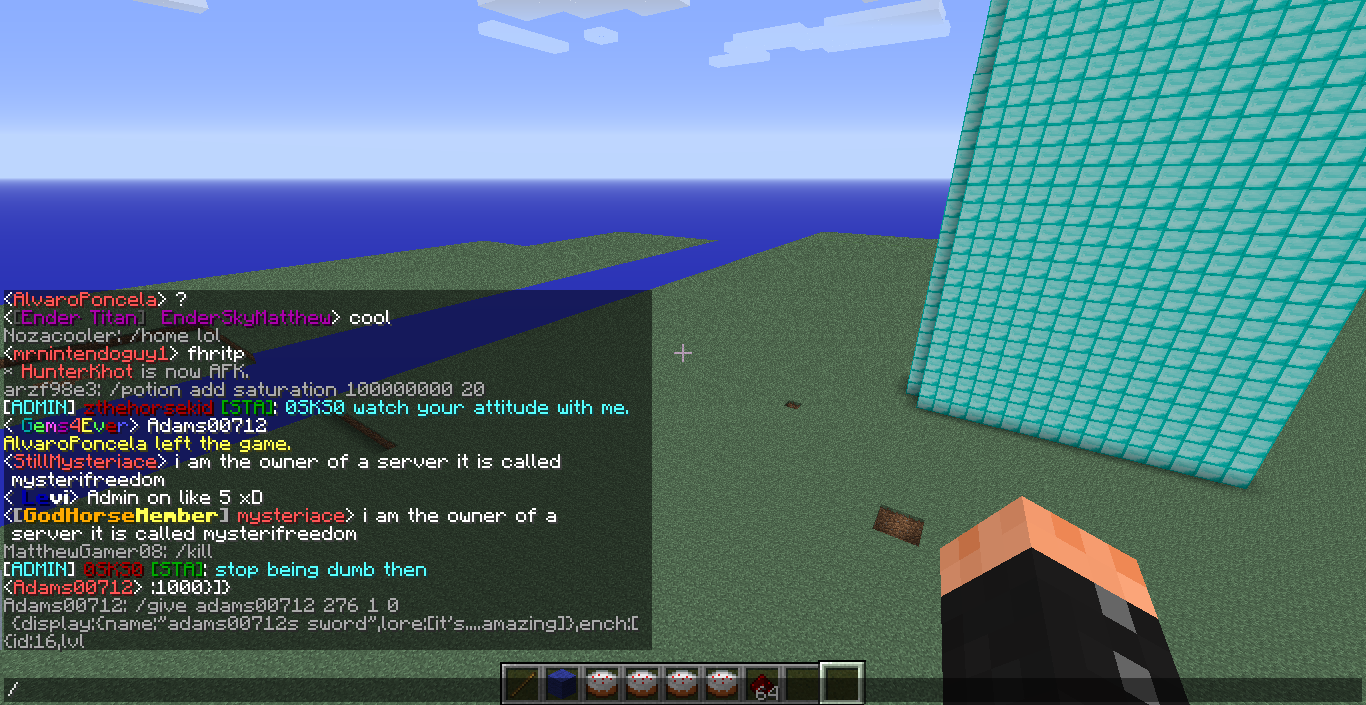 <AlvaroPoncela> ?
<[Ender Titan] EnderSkyMatthew> cool
Nozacooler: /home lol
<mrnintendoguy1> fhritp
* HunterKhot is now AFK.
arzf98e3: /potion add saturation 100000000 20
[ADMIN] zthehorsekid [STA]: 0SKS0 watch your attitude with me.
< Gems4Ever> Adams00712
AlvaroPoncela left the game.
<StillMysteriace> i am the owner of a server it is called
mysterifreedom
< Levi> Admin on like 5 xD
<[GodHorseMember] mysteriace> i am the owner of a
server it is called mysterifreedom
MatthewGamer08: /kill
[ADMIN] 0SKS0 [STA]: stop being dumb then
<Adams00712> :1000}]}
Adams00712: /give adams00712 276 1 0
{display:{name:"adams00712s sword",lore:[it's....amazing]},ench:[
{id:16,lvl
/
64